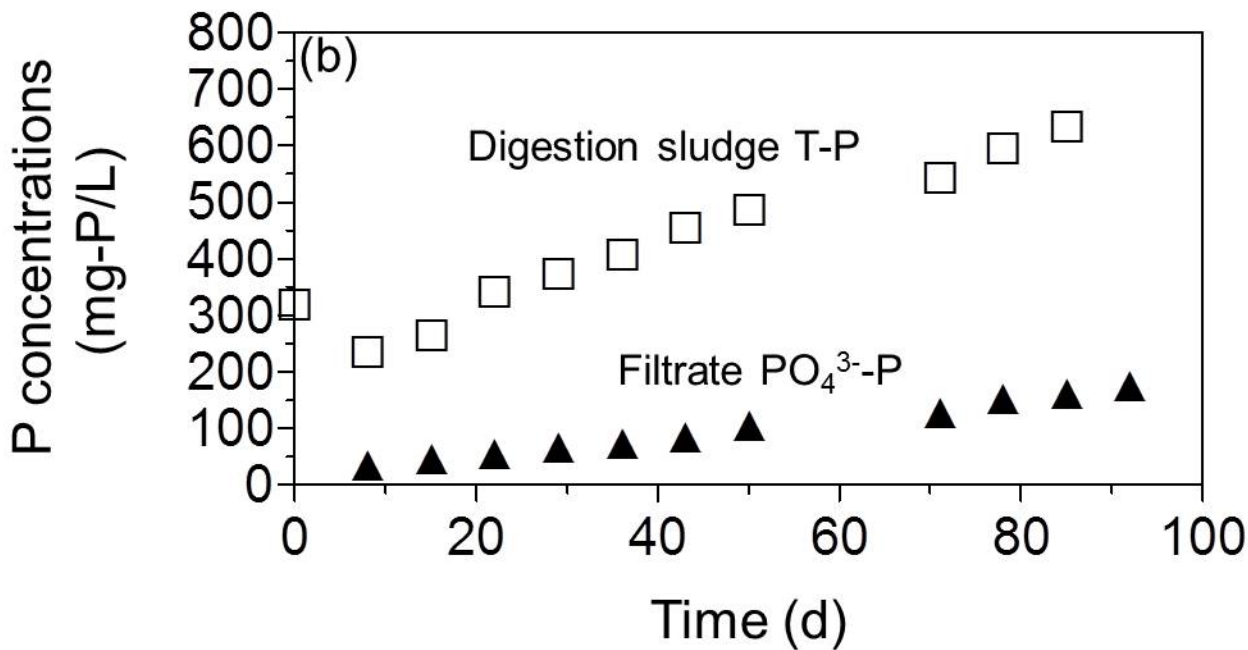 P concentrations
(mg-P/L)
800
700
600
500
400
300
200
100
0
(b)
Digestion sludge T-P
Filtrate PO₄³⁻-P
0 20 40 60 80 100
Time (d)